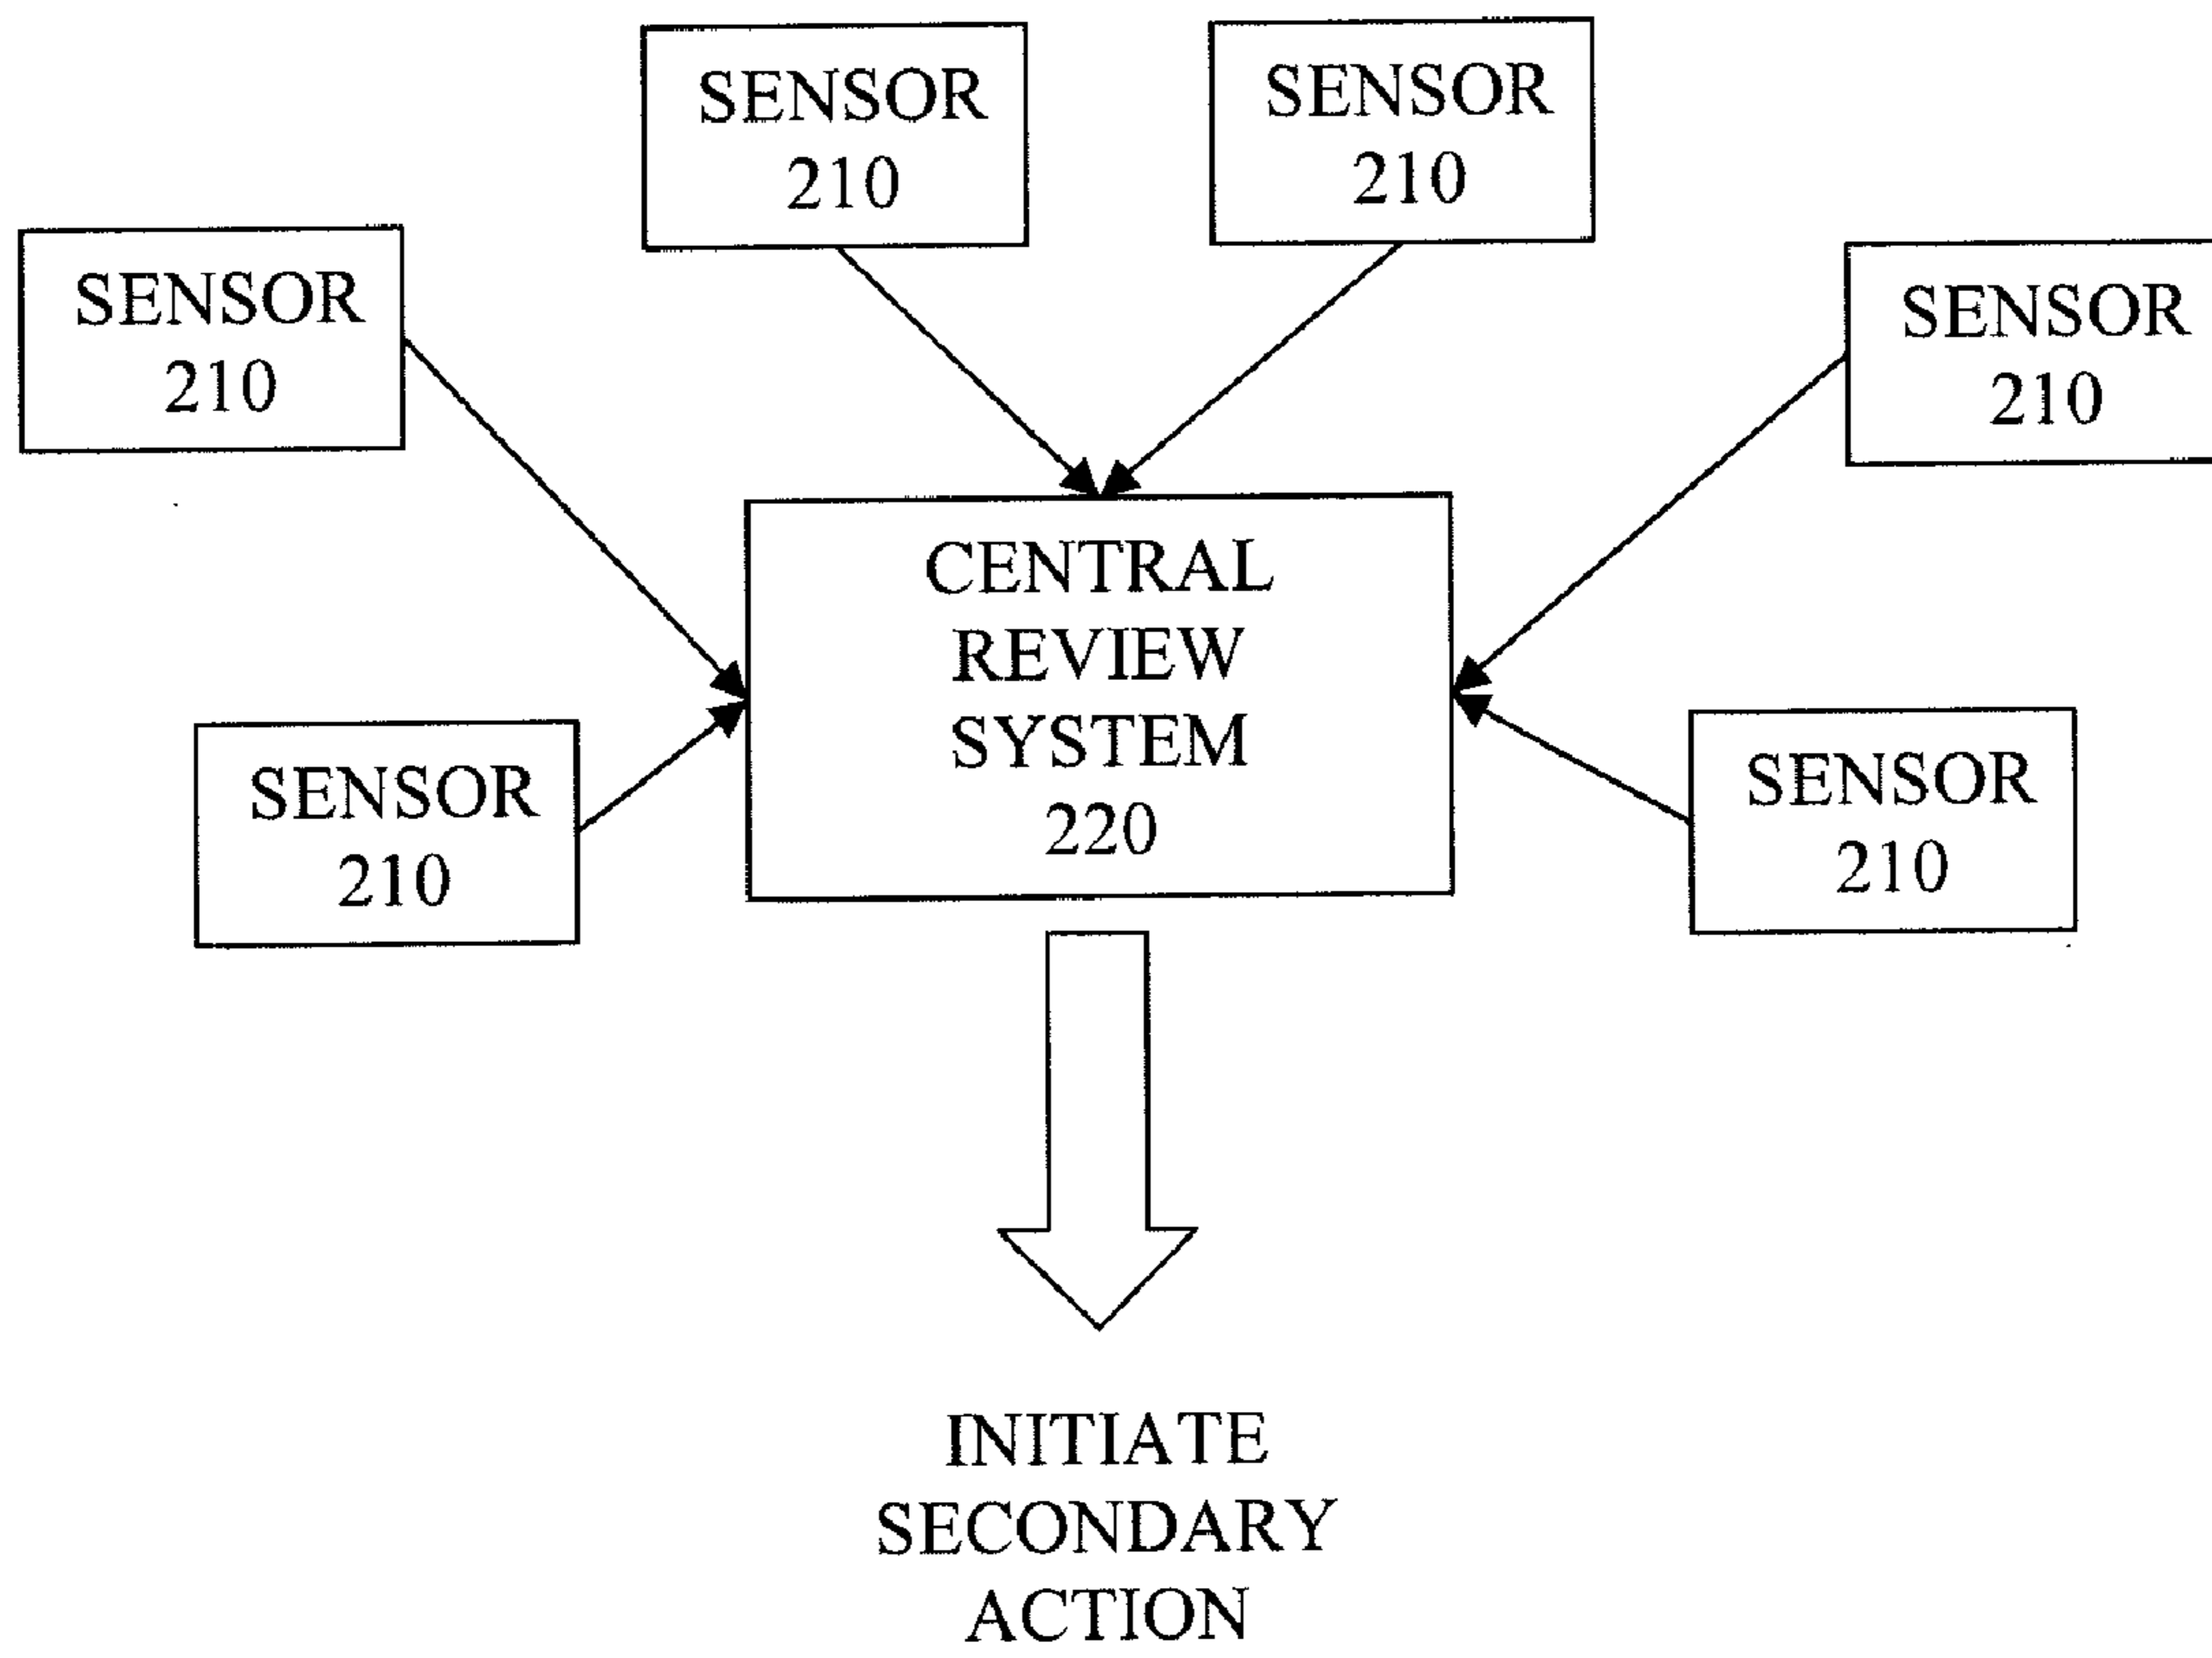 SENSOR
210
SENSOR
210
SENSOR
210
SENSOR
210
CENTRAL
REVIEW
SYSTEM
220
SENSOR
210
SENSOR
210
INITIATE
SECONDARY
ACTION